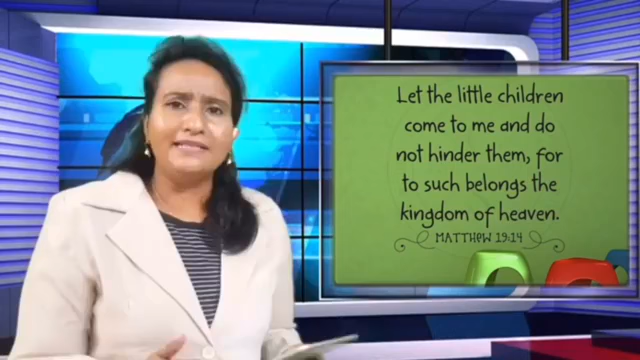 Let the little children
come to me and do
not hinder them, for
to such belongs the
kingdom of heaven.
MATTHEW 19:14